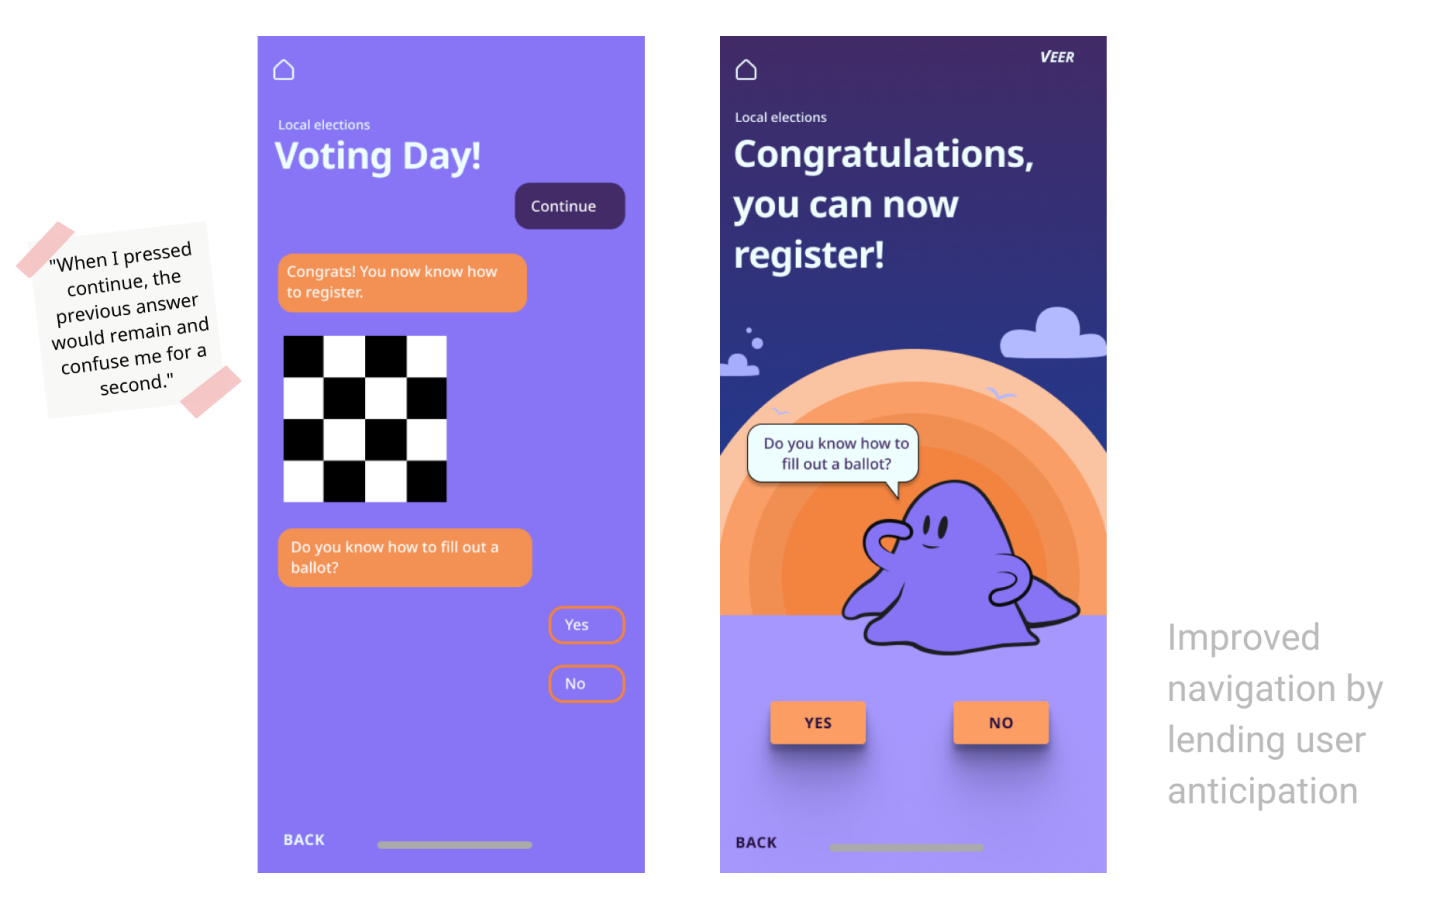 "When I pressed
continue, the
previous answer
would remain and
confuse me for a
second."
Local elections
Voting Day!
Continue
Congrats! You now know how
to register.
Do you know how to fill out a
ballot?
Yes
No
BACK
VEER
Local elections
Congratulations,
you can now
register!
Do you know how to
fill out a ballot?
YES
NO
BACK
Improved
navigation by
lending user
anticipation